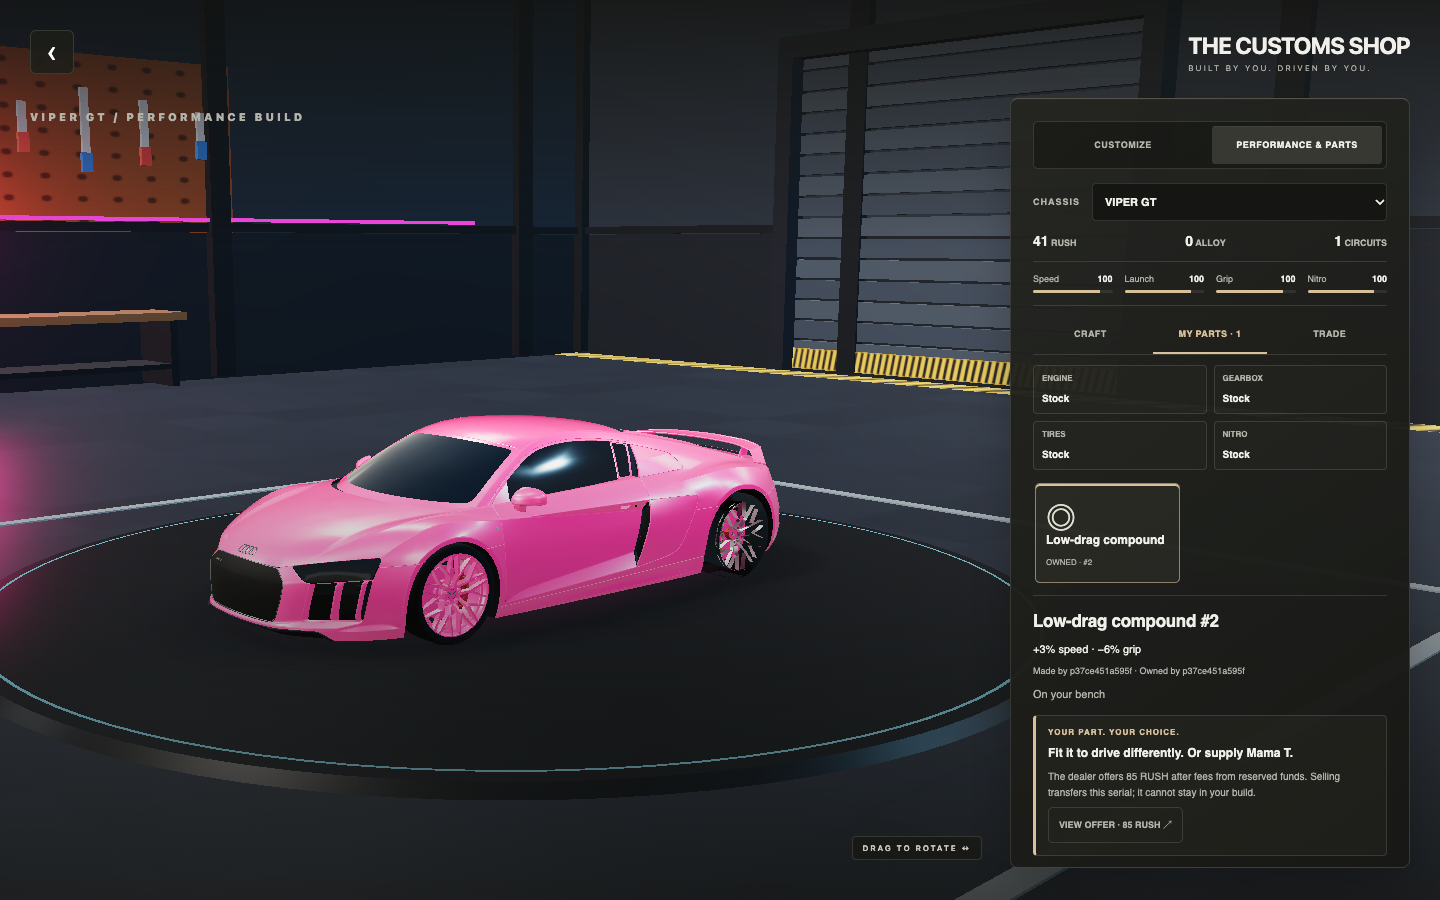 ❮
THE CUSTOMS SHOP
BUILT BY YOU. DRIVEN BY YOU.
VIPER GT / PERFORMANCE BUILD
CUSTOMIZE
PERFORMANCE & PARTS
CHASSIS
VIPER GT
41 RUSH
0 ALLOY
1 CIRCUITS
Speed 100
Launch 100
Grip 100
Nitro 100
CRAFT
MY PARTS · 1
TRADE
ENGINE
Stock
GEARBOX
Stock
TIRES
Stock
NITRO
Stock
Low-drag compound
OWNED · #2
Low-drag compound #2
+3% speed · −6% grip
Made by p37ce451a595f · Owned by p37ce451a595f
On your bench
YOUR PART. YOUR CHOICE.
Fit it to drive differently. Or supply Mama T.
The dealer offers 85 RUSH after fees from reserved funds. Selling
transfers this serial; it cannot stay in your build.
VIEW OFFER · 85 RUSH ↗
DRAG TO ROTATE ↔